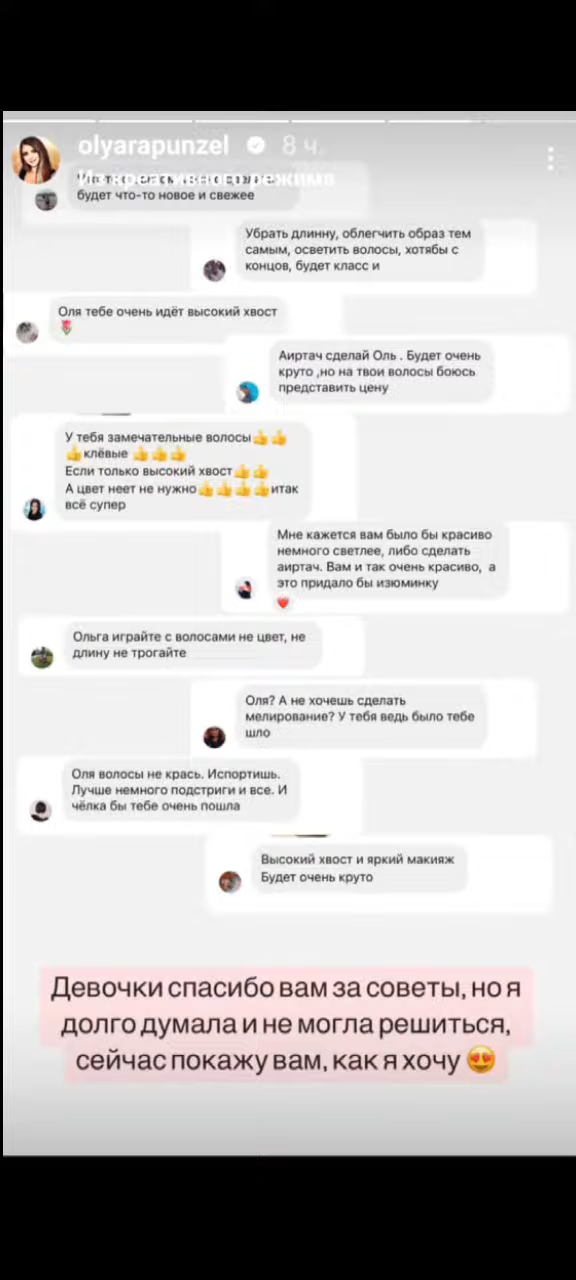 olyarapunzel 8 ч.
Из креативного режима
будет что-то новое и свежее
Убрать длинну, облегчить образ тем
самым, осветить волосы, хотябы с
концов, будет класс и
Оля тебе очень идёт высокий хвост
🌷
Аиртач сделай Оль . Будет очень
круто ,но на твои волосы боюсь
представить цену
У тебя замечательные волосы👍👍
👍клёвые 👍👍👍
Если только высокий хвост👍👍
А цвет неет не нужно👍👍👍👍итак
всё супер
Мне кажется вам было бы красиво
немного светлее, либо сделать
аиртач. Вам и так очень красиво, а
это придало бы изюминку
❤️
Ольга играйте с волосами не цвет, не
длину не трогайте
Оля? А не хочешь сделать
мелирование? У тебя ведь было тебе
шло
Оля волосы не крась. Испортишь.
Лучше немного подстриги и все. И
чёлка бы тебе очень пошла
Высокий хвост и яркий макияж
Будет очень круто
Девочки спасибо вам за советы, но я
долго думала и не могла решиться,
сейчас покажу вам, как я хочу 😍